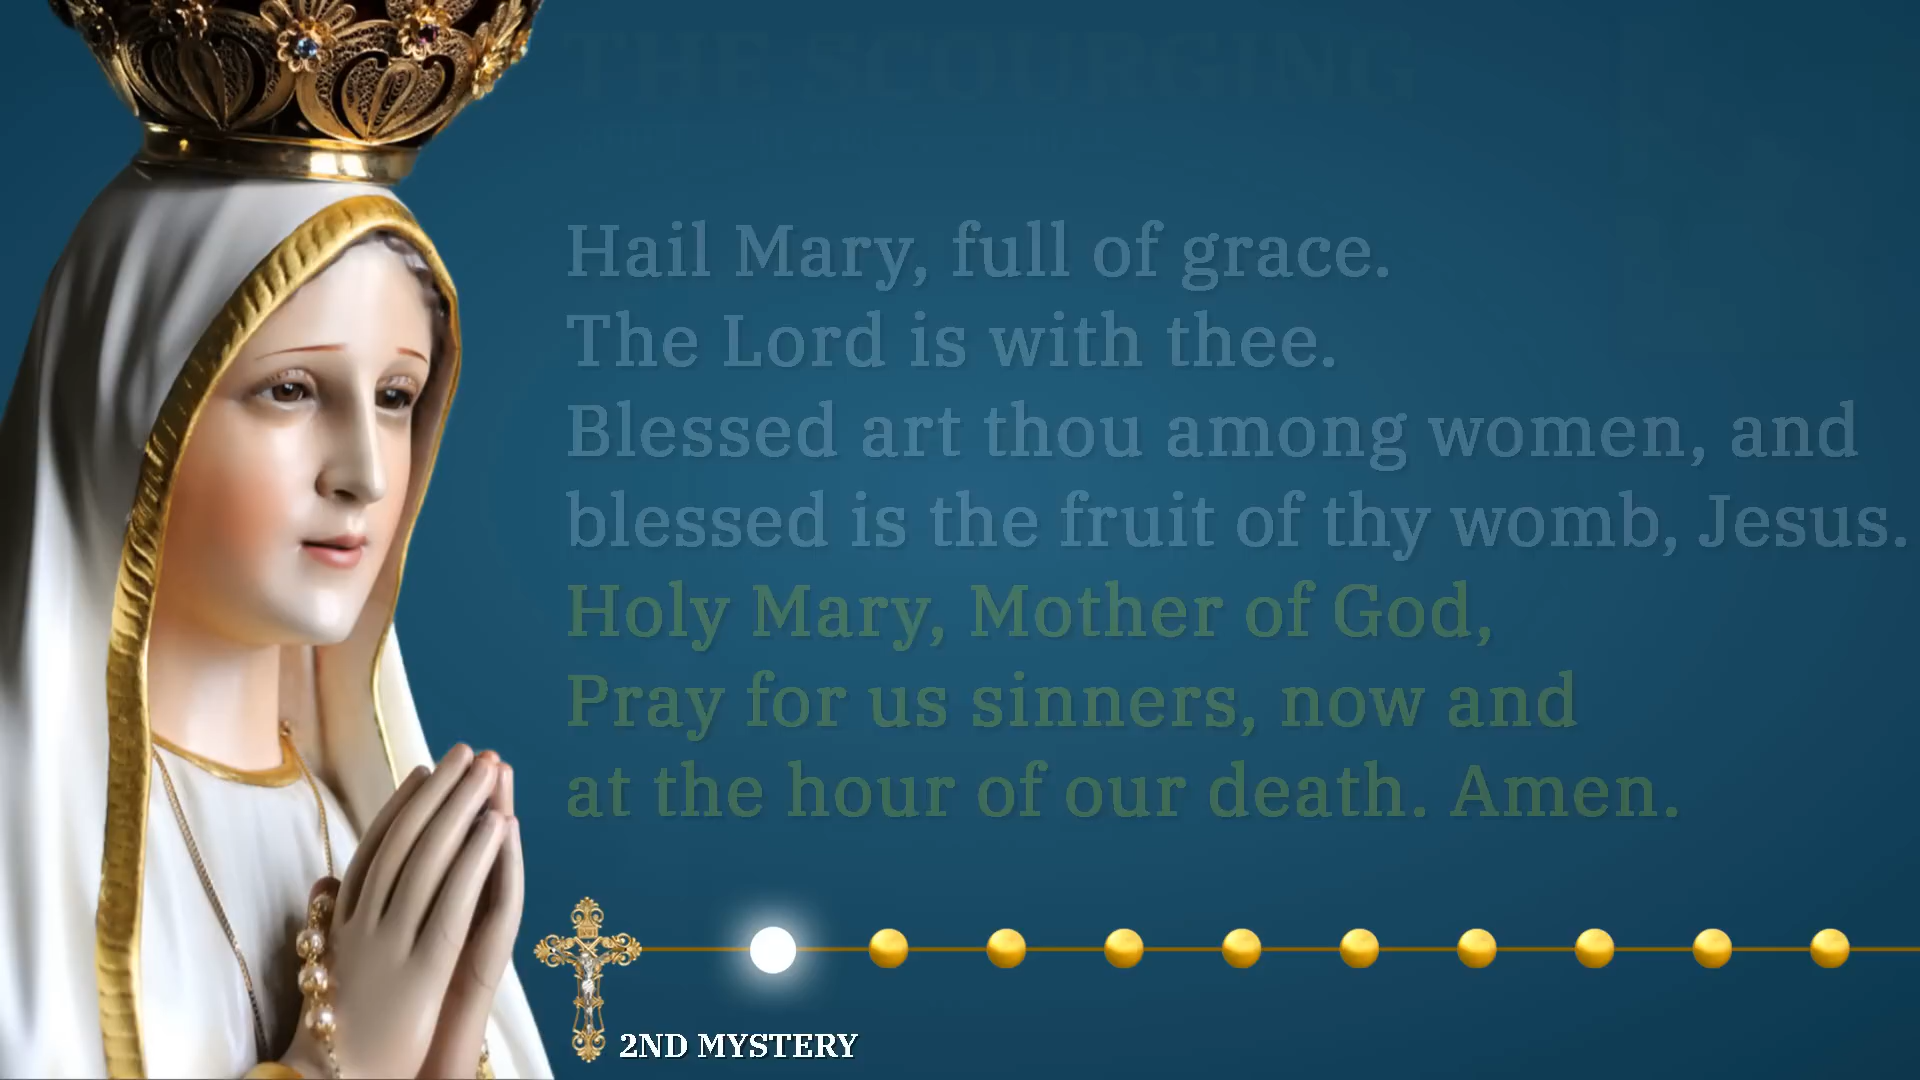 THE SCOURGING
Hail Mary, full of grace.
The Lord is with thee.
Blessed art thou among women, and
blessed is the fruit of thy womb, Jesus.
Holy Mary, Mother of God,
Pray for us sinners, now and
at the hour of our death. Amen.
2ND MYSTERY